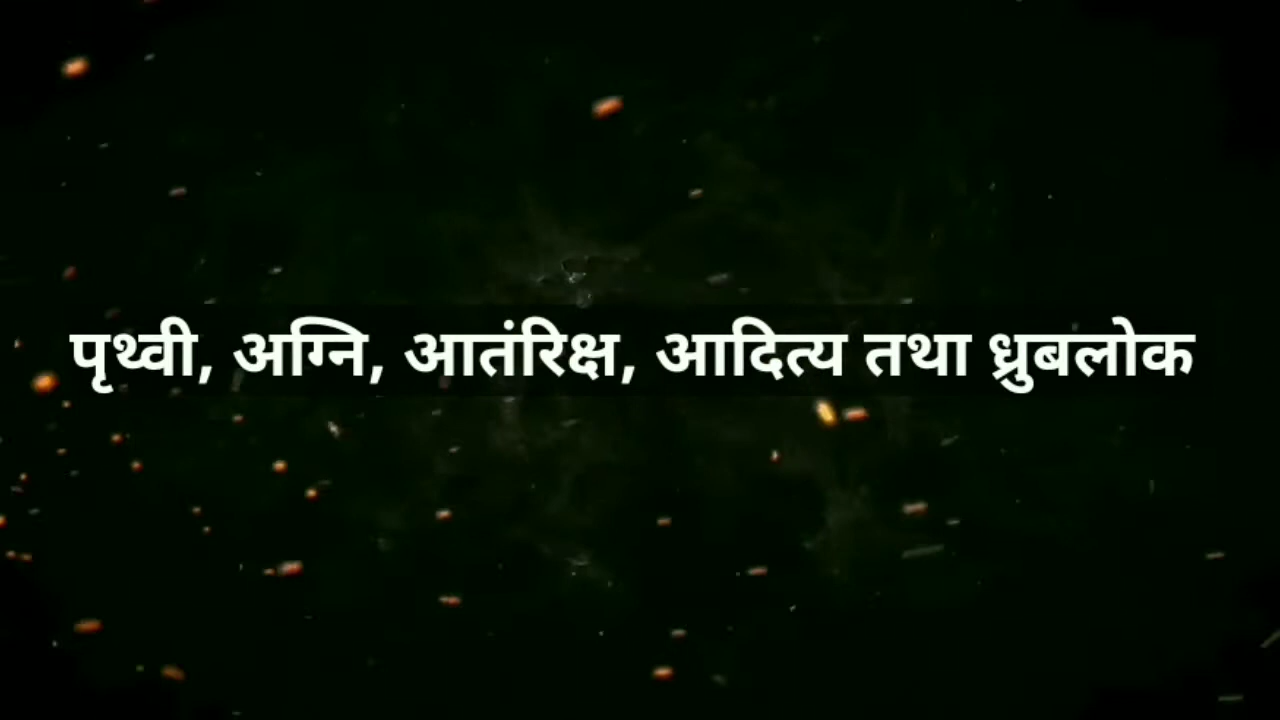 पृथ्वी, अग्नि, आतंरिक्ष, आदित्य तथा ध्रुबलोक